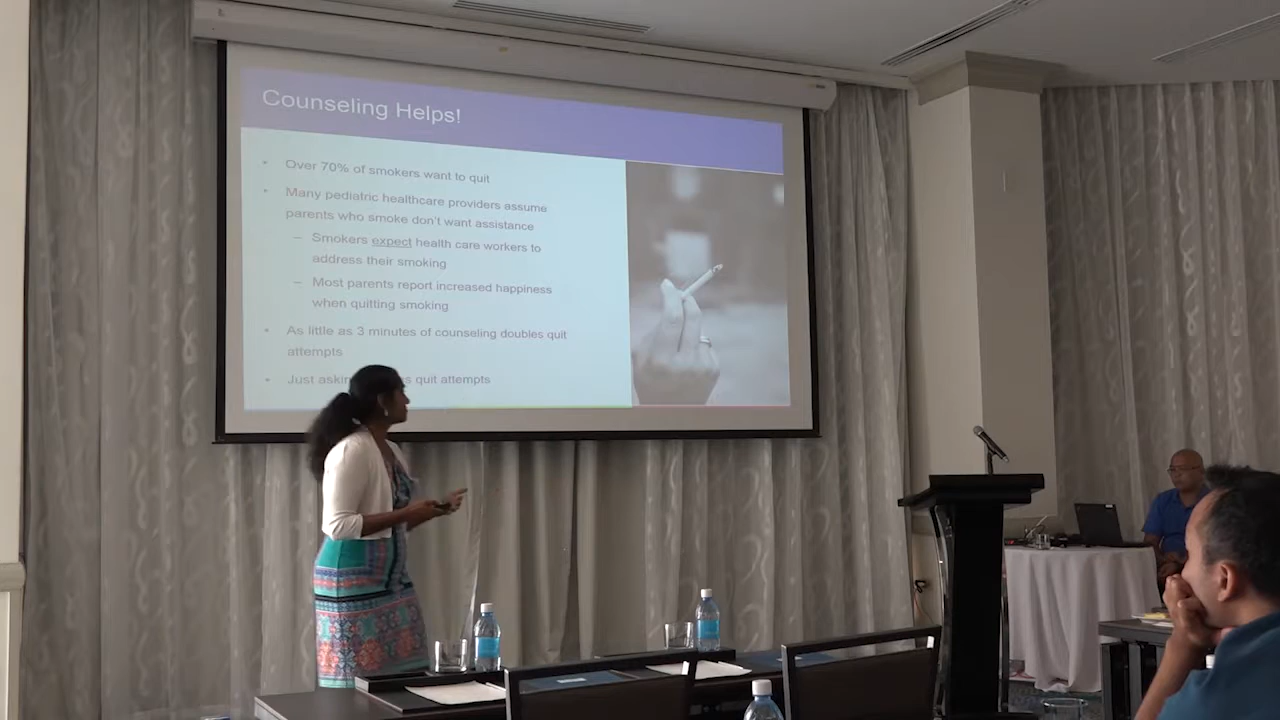 Counseling Helps!
• Over 70% of smokers want to quit
• Many pediatric healthcare providers assume
parents who smoke don't want assistance
– Smokers expect health care workers to
address their smoking
– Most parents report increased happiness
when quitting smoking
• As little as 3 minutes of counseling doubles quit
attempts
• Just quit attempts